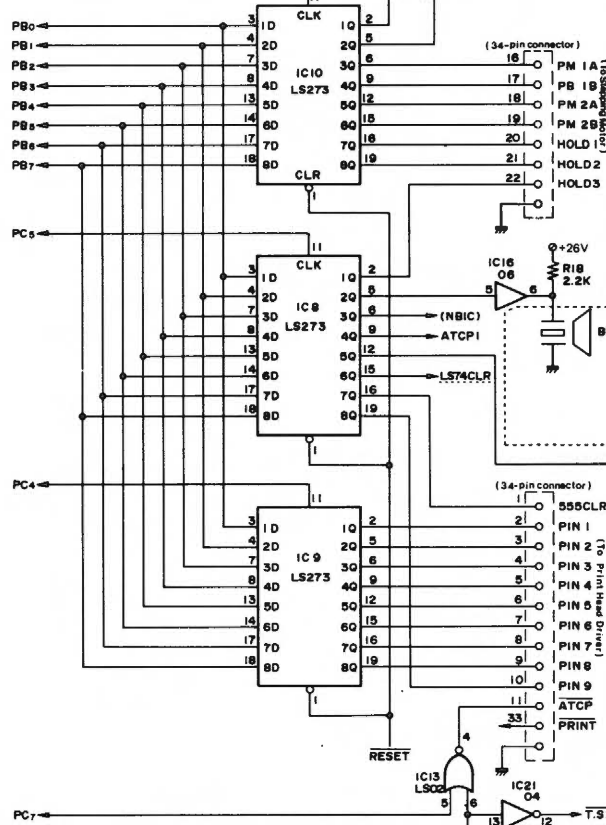 CLK
PB0 3 1D 1Q 2
PB1 4 2D 2Q 5
PB2 7 3D 3Q 6
PB3 8 4D 4Q 9
PB4 13 5D 5Q 12
PB5 14 6D 6Q 15
PB6 17 7D 7Q 16
PB7 18 8D 8Q 19
IC10
LS273
CLR
1
(34-pin connector)
16 PM 1A
17 PB 1B
18 PM 2A
19 PM 2B
20 HOLD 1
21 HOLD 2
22 HOLD3
(To Stepping Motor)
PC5
11
CLK
3 1D 1Q 2
4 2D 2Q 5
7 3D 3Q 6
8 4D 4Q 9
13 5D 5Q 12
14 6D 6Q 15
17 7D 7Q 16
18 8D 8Q 19
IC8
LS273
1
(NBIC)
ATCP1
LS74CLR
IC16
06
5 6
+26V
R18
2.2K
B
PC4
11
3 1D 1Q 2
4 2D 2Q 5
7 3D 3Q 6
8 4D 4Q 9
13 5D 5Q 12
14 6D 6Q 15
17 7D 7Q 16
18 8D 8Q 19
IC9
LS273
1
(34-pin connector)
1 555CLR
2 PIN 1
3 PIN 2
4 PIN 3
5 PIN 4
6 PIN 5
7 PIN 6
8 PIN 7
9 PIN 8
10 PIN 9
11 ATCP
33 PRINT
(To Print Head Driver)
RESET
4
IC13
LS02
5 6
IC21
04
13 12
T.S
PC7